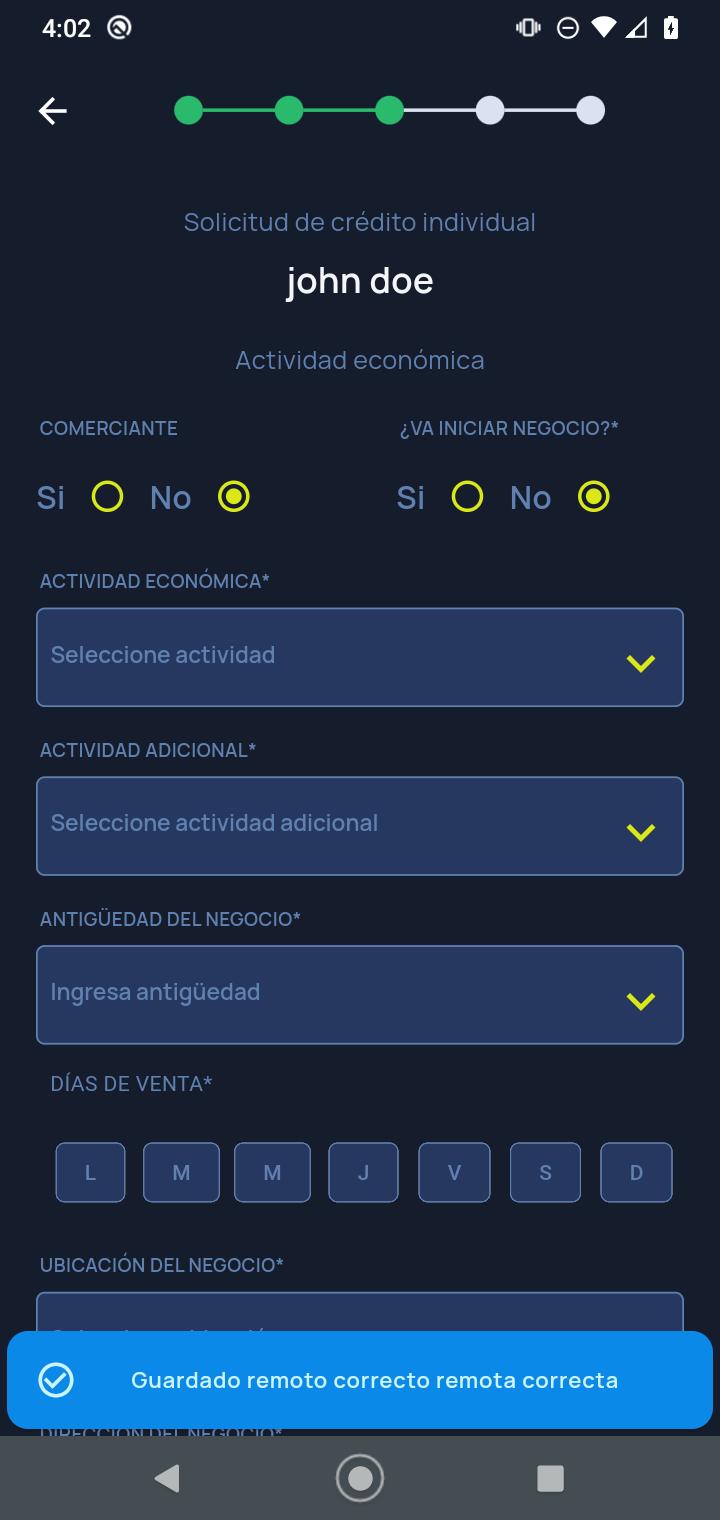 4:02
Solicitud de crédito individual
john doe
Actividad económica
COMERCIANTE ¿VA INICIAR NEGOCIO?*
Si No Si No
ACTIVIDAD ECONÓMICA*
Seleccione actividad
ACTIVIDAD ADICIONAL*
Seleccione actividad adicional
ANTIGÜEDAD DEL NEGOCIO*
Ingresa antigüedad
DÍAS DE VENTA*
L M M J V S D
UBICACIÓN DEL NEGOCIO*
Guardado remoto correcto remota correcta
DIRECCIÓN DEL NEGOCIO*